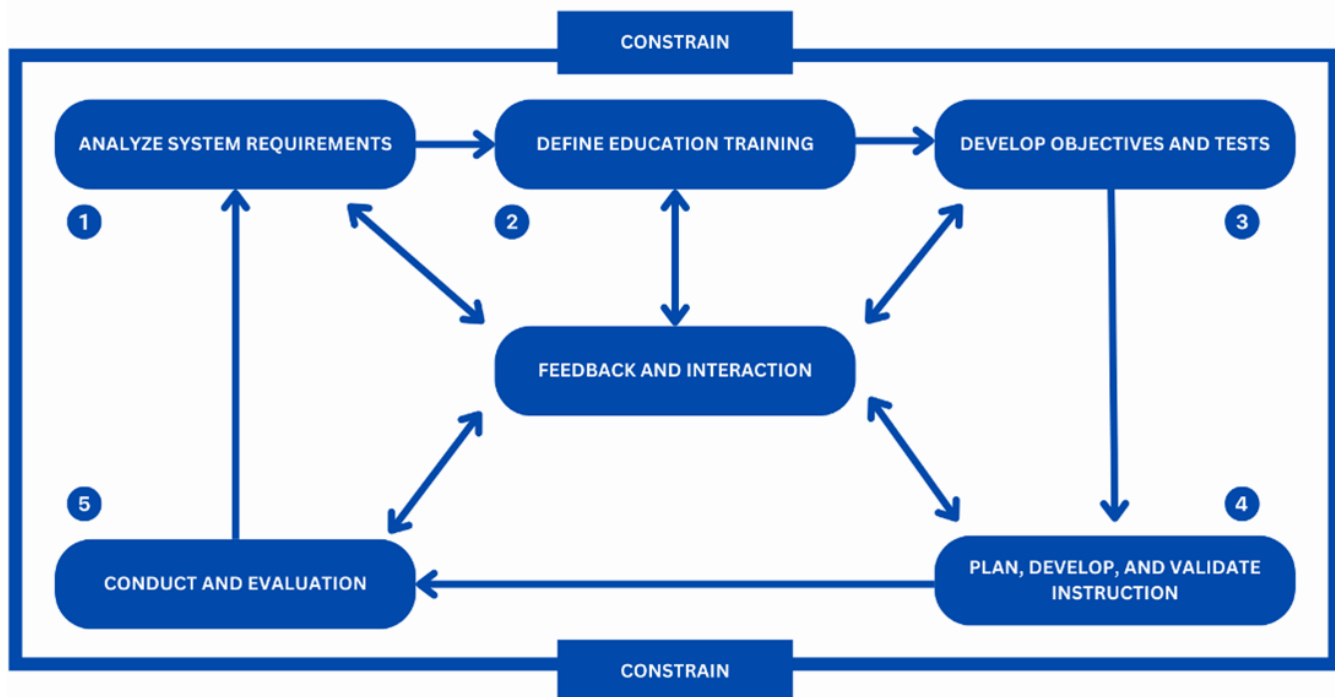 CONSTRAIN
ANALYZE SYSTEM REQUIREMENTS
DEFINE EDUCATION TRAINING
DEVELOP OBJECTIVES AND TESTS
1
2
3
FEEDBACK AND INTERACTION
5
4
CONDUCT AND EVALUATION
PLAN, DEVELOP, AND VALIDATE
INSTRUCTION
CONSTRAIN